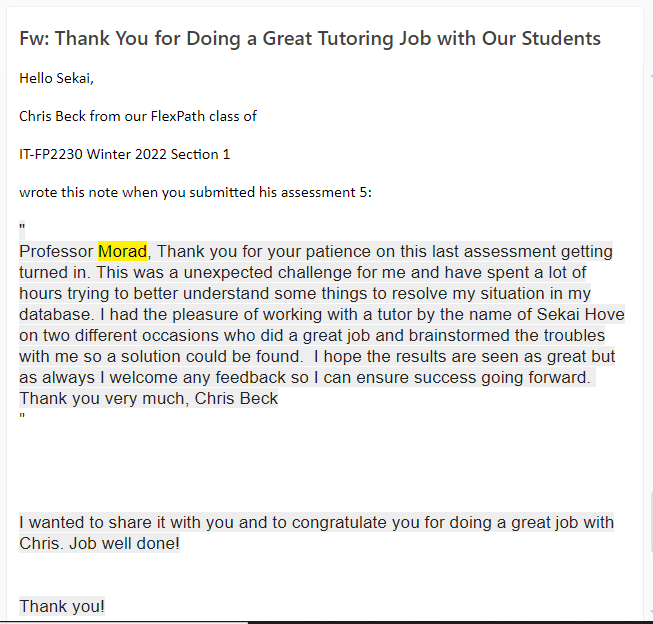 Fw: Thank You for Doing a Great Tutoring Job with Our Students
Hello Sekai,
Chris Beck from our FlexPath class of
IT-FP2230 Winter 2022 Section 1
wrote this note when you submitted his assessment 5:
"
Professor Morad, Thank you for your patience on this last assessment getting
turned in. This was a unexpected challenge for me and have spent a lot of
hours trying to better understand some things to resolve my situation in my
database. I had the pleasure of working with a tutor by the name of Sekai Hove
on two different occasions who did a great job and brainstormed the troubles
with me so a solution could be found.  I hope the results are seen as great but
as always I welcome any feedback so I can ensure success going forward.
Thank you very much, Chris Beck
"
I wanted to share it with you and to congratulate you for doing a great job with
Chris. Job well done!
Thank you!